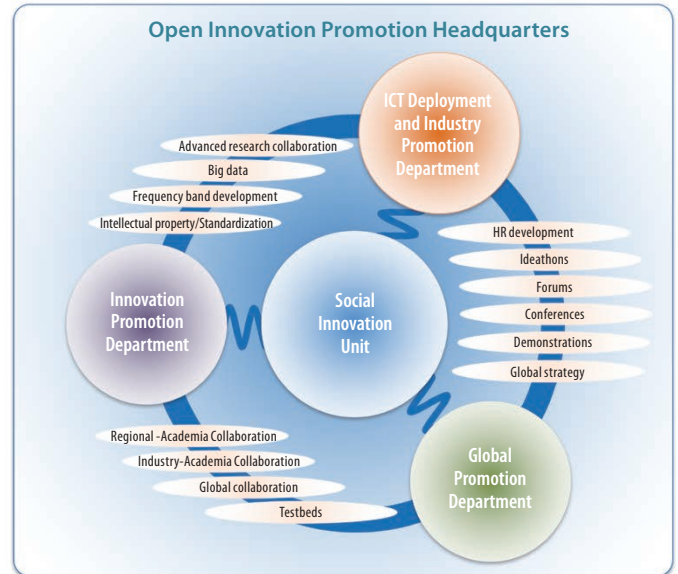 Open Innovation Promotion Headquarters
ICT Deployment
and Industry
Promotion
Department
Advanced research collaboration
Big data
Frequency band development
Intellectual property/Standardization
HR development
Ideathons
Forums
Conferences
Demonstrations
Global strategy
Innovation
Promotion
Department
Social
Innovation
Unit
Regional -Academia Collaboration
Industry-Academia Collaboration
Global collaboration
Testbeds
Global
Promotion
Department